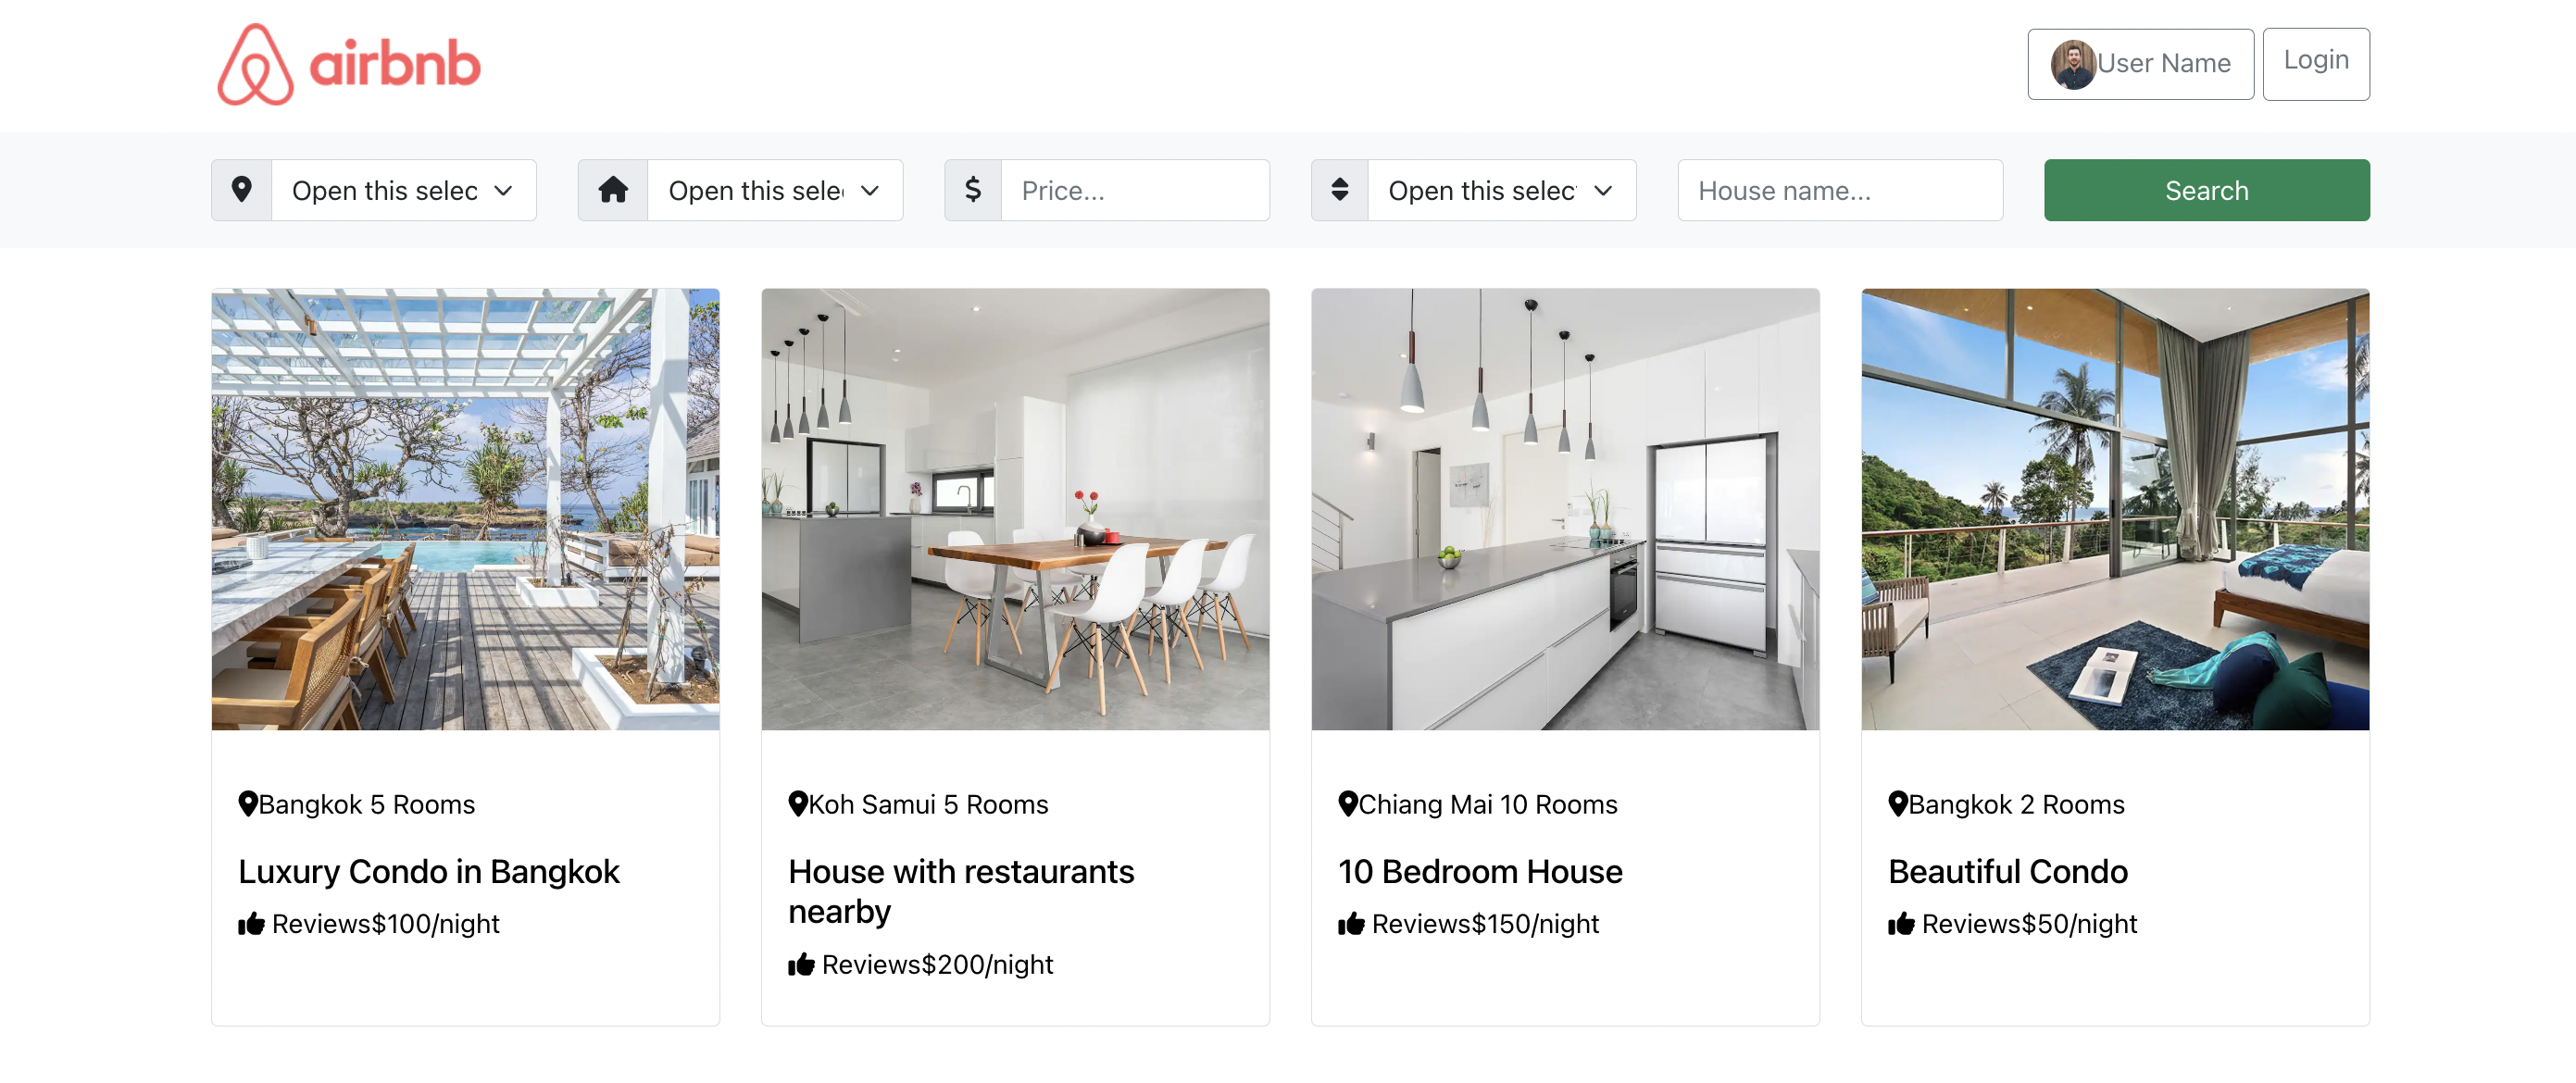 airbnb
User Name
Login
Open this selec
Open this sele
Price...
Open this selec
House name...
Search
Bangkok 5 Rooms
Luxury Condo in Bangkok
Reviews$100/night
Koh Samui 5 Rooms
House with restaurants
nearby
Reviews$200/night
Chiang Mai 10 Rooms
10 Bedroom House
Reviews$150/night
Bangkok 2 Rooms
Beautiful Condo
Reviews$50/night